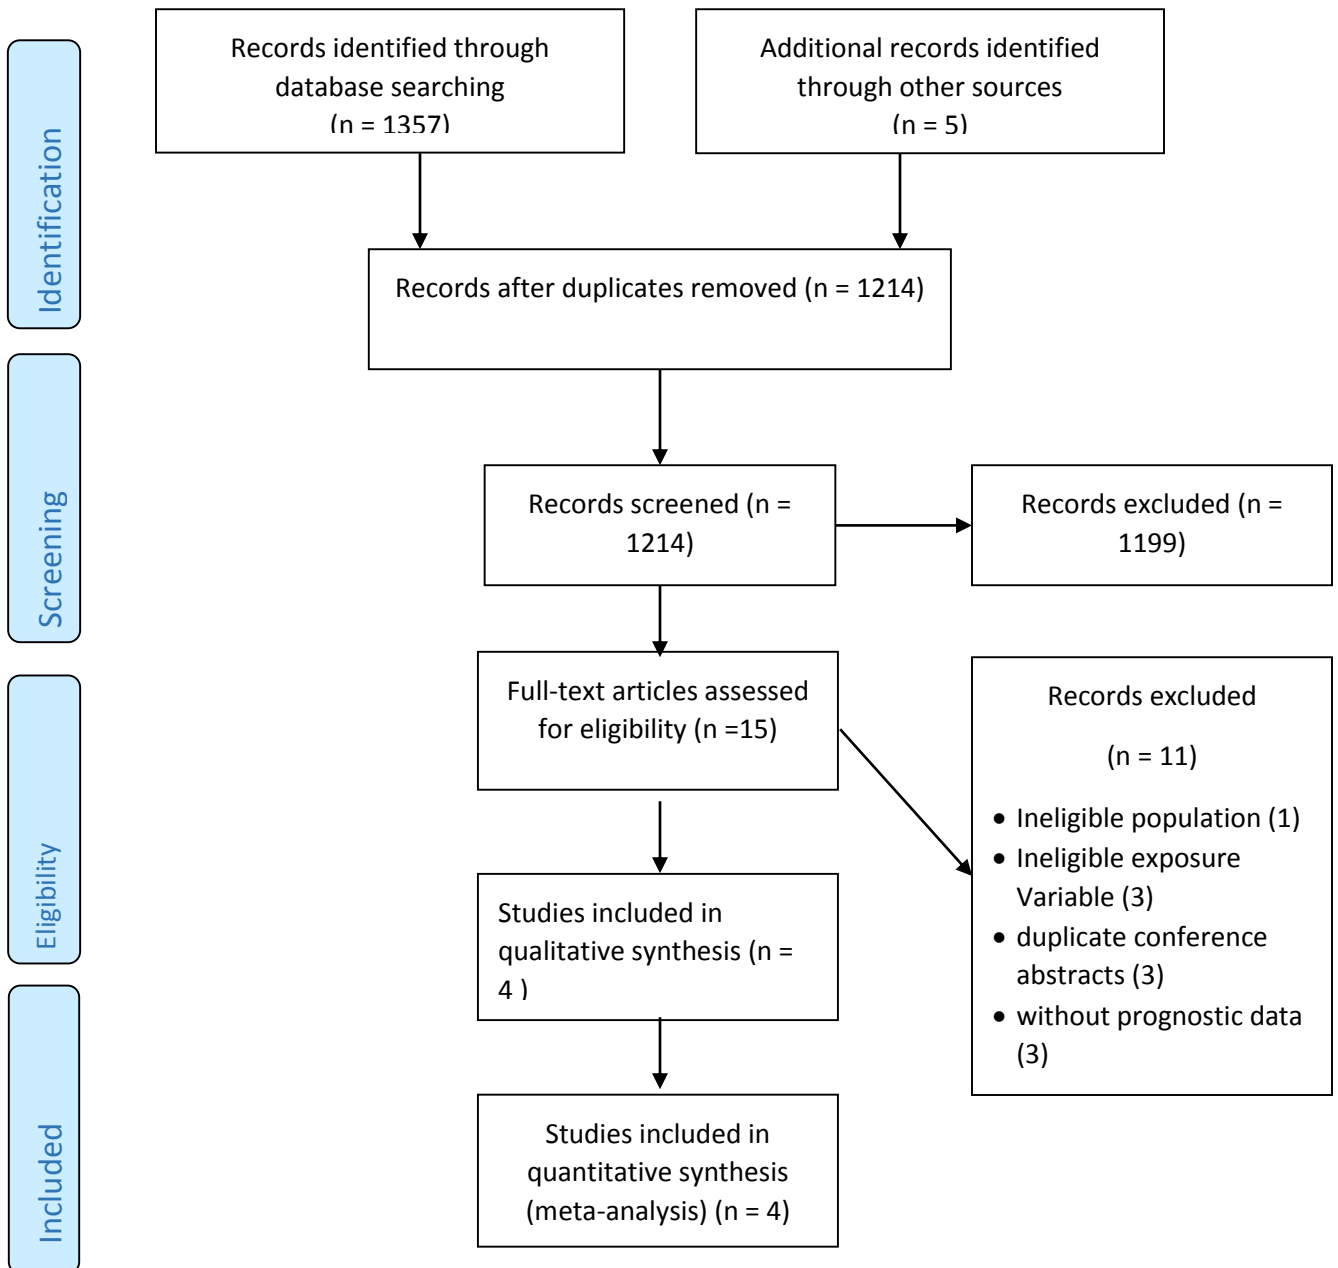 Identification
Records identified through
database searching
(n = 1357)
Additional records identified
through other sources
(n = 5)
Records after duplicates removed (n = 1214)
Screening
Records screened (n =
1214)
Records excluded (n =
1199)
Eligibility
Full-text articles assessed
for eligibility (n =15)
Records excluded
(n = 11)
• Ineligible population (1)
• Ineligible exposure
Variable (3)
• duplicate conference
abstracts (3)
• without prognostic data
(3)
Studies included in
qualitative synthesis (n =
4 )
Included
Studies included in
quantitative synthesis
(meta-analysis) (n = 4)